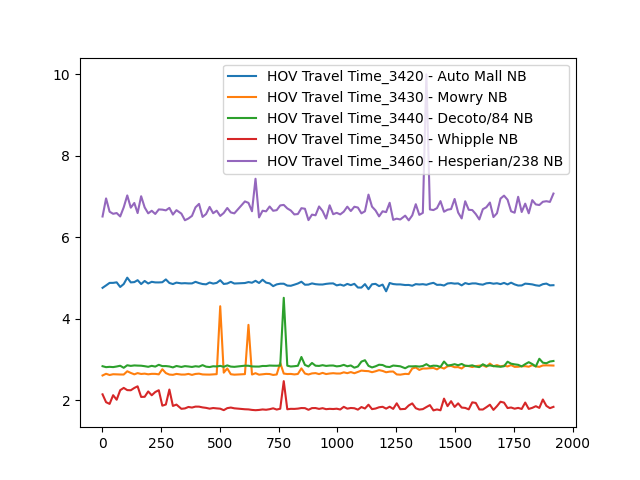 HOV Travel Time_3420 - Auto Mall NB
HOV Travel Time_3430 - Mowry NB
HOV Travel Time_3440 - Decoto/84 NB
HOV Travel Time_3450 - Whipple NB
HOV Travel Time_3460 - Hesperian/238 NB
10
8
6
4
2
0 250 500 750 1000 1250 1500 1750 2000